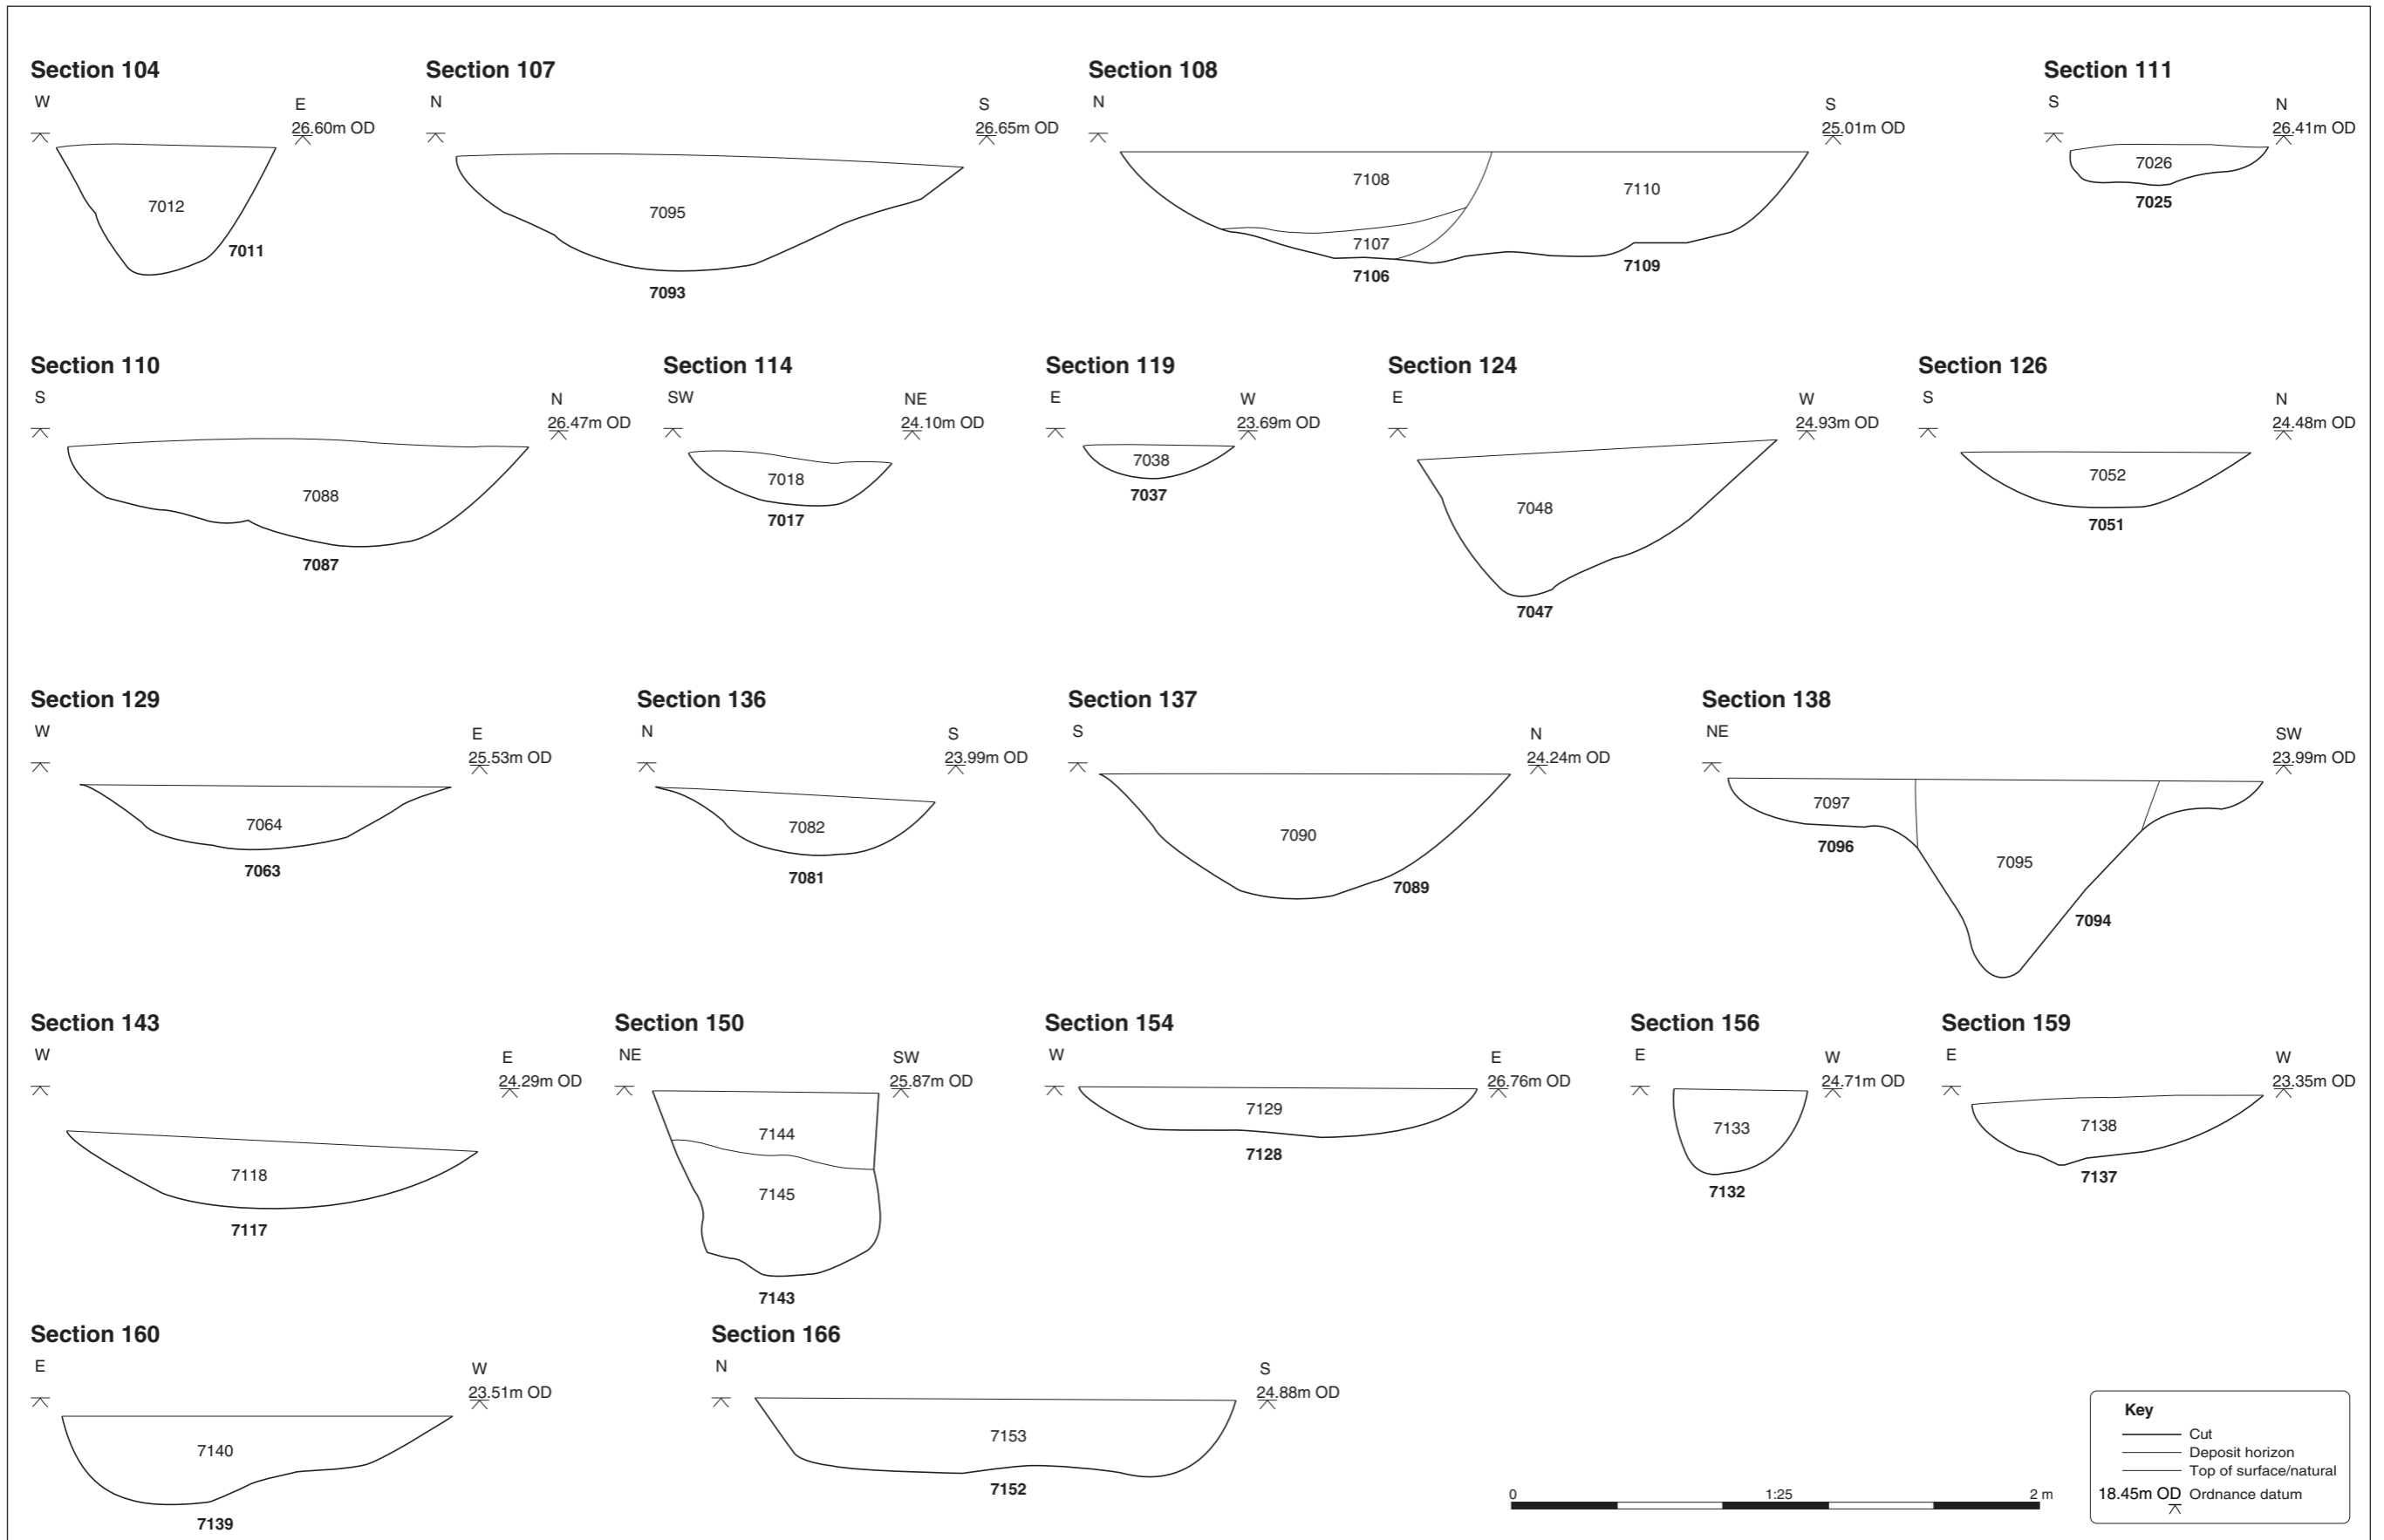 Section 104
W
E
26.60m OD
7012
7011
Section 107
N
S
26.65m OD
7095
7093
Section 108
N
S
25.01m OD
7108
7110
7107
7106
7109
Section 111
S
N
26.41m OD
7026
7025
Section 110
S
N
26.47m OD
7088
7087
Section 114
SW
NE
24.10m OD
7018
7017
Section 119
E
W
23.69m OD
7038
7037
Section 124
E
W
24.93m OD
7048
7047
Section 126
S
N
24.48m OD
7052
7051
Section 129
W
E
25.53m OD
7064
7063
Section 136
N
S
23.99m OD
7082
7081
Section 137
S
N
24.24m OD
7090
7089
Section 138
NE
SW
23.99m OD
7097
7096
7095
7094
Section 143
W
E
24.29m OD
7118
7117
Section 150
NE
SW
25.87m OD
7144
7145
7143
Section 154
W
E
26.76m OD
7129
7128
Section 156
E
W
24.71m OD
7133
7132
Section 159
E
W
23.35m OD
7138
7137
Section 160
E
W
23.51m OD
7140
7139
Section 166
N
S
24.88m OD
7153
7152
0 1:25 2 m
Key
Cut
Deposit horizon
Top of surface/natural
18.45m OD Ordnance datum